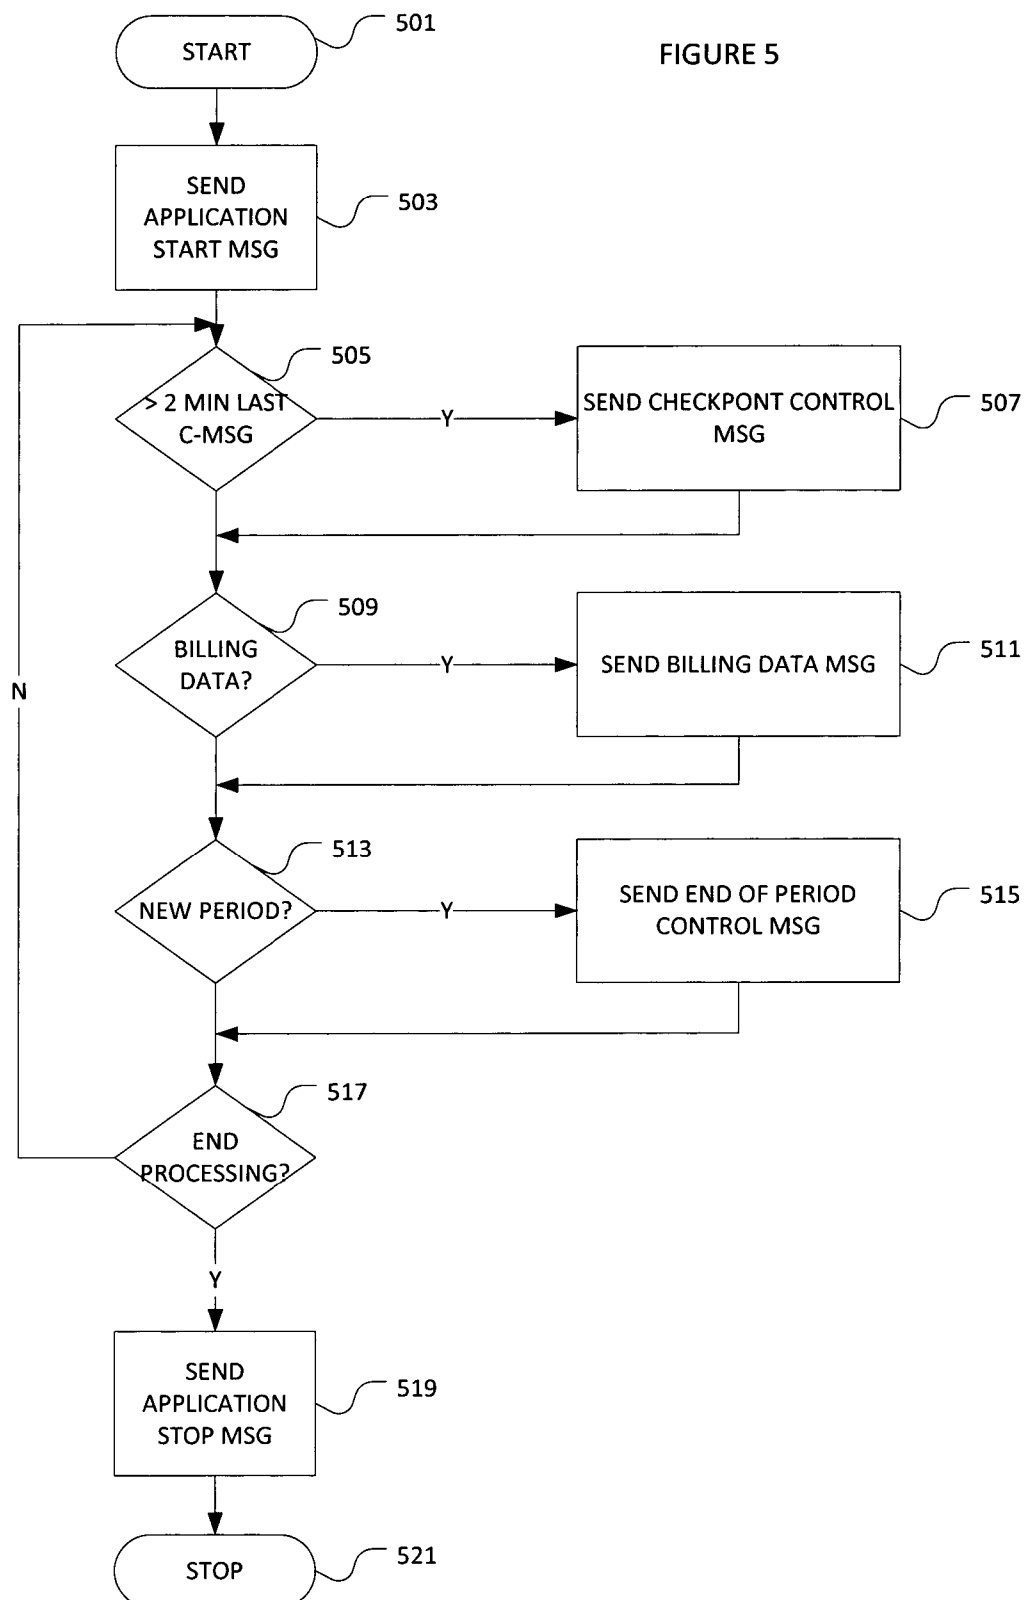 START
501
FIGURE 5
SEND
APPLICATION
START MSG
503
> 2 MIN LAST
C-MSG
505
Y
SEND CHECKPONT CONTROL
MSG
507
BILLING
DATA?
509
Y
SEND BILLING DATA MSG
511
N
NEW PERIOD?
513
Y
SEND END OF PERIOD
CONTROL MSG
515
END
PROCESSING?
517
Y
SEND
APPLICATION
STOP MSG
519
STOP
521